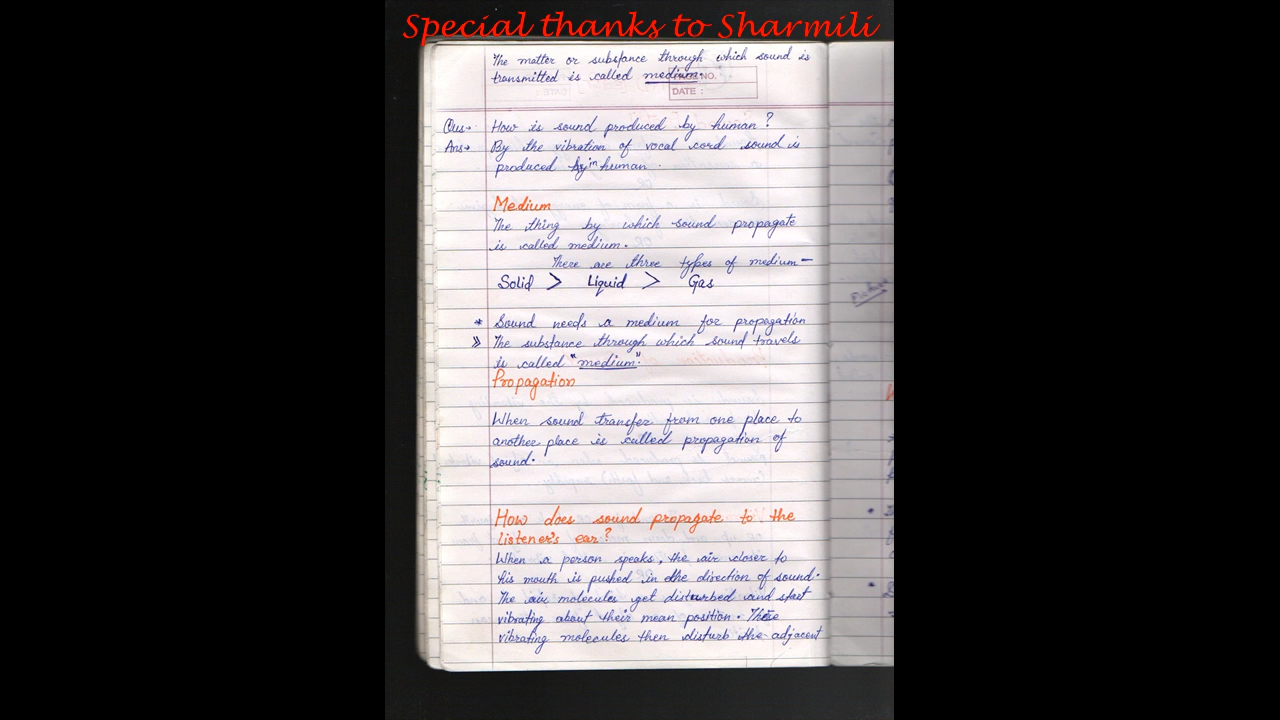 Special thanks to Sharmili
The matter or substance through which sound is
transmitted is called medium.
PAGE NO.
DATE :
Qus→ How is sound produced by human?
Ans→ By the vibration of vocal cord sound is
produced by in human.
Medium
The thing by which sound propagate
is called medium.
There are three types of medium—
Solid > Liquid > Gas
* Sound needs a medium for propagation
» The substance through which sound travels
is called "medium".
Propagation
When sound transfer from one place to
another place is called propagation of
sound.
How does sound propagate to the
listener's ear?
When a person speaks, the air closer to
his mouth is pushed in the direction of sound.
The air molecules get disturbed and start
vibrating about their mean position. These
vibrating molecules then disturb the adjacent